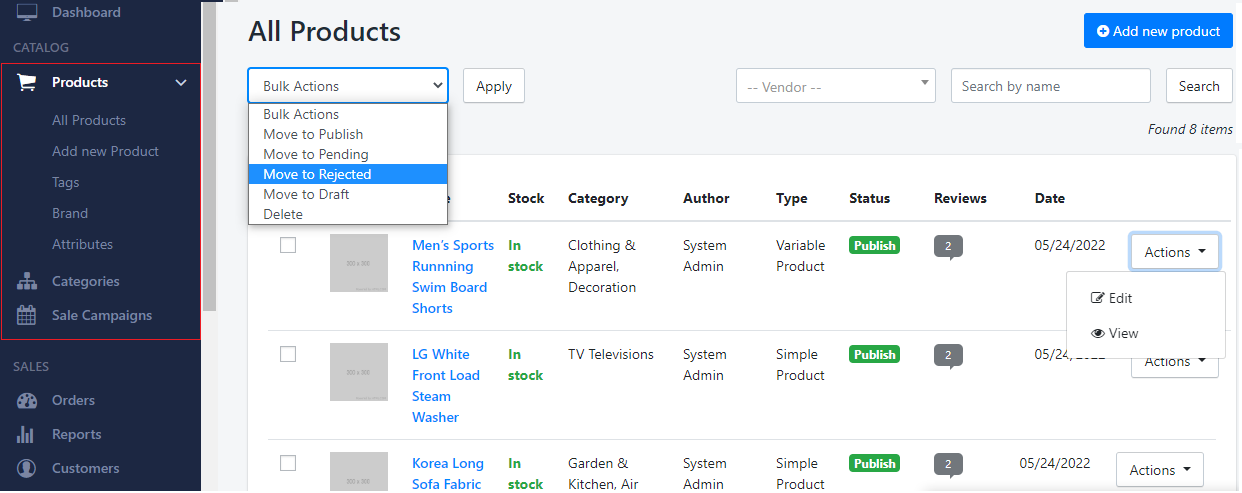 Dashboard
CATALOG
Products
All Products
Add new Product
Tags
Brand
Attributes
Categories
Sale Campaigns
SALES
Orders
Reports
Customers
All Products
Add new product
Bulk Actions
Apply
-- Vendor --
Search by name
Search
Bulk Actions
Move to Publish
Move to Pending
Move to Rejected
Move to Draft
Delete
Found 8 items
Stock Category Author Type Status Reviews Date
300 x 300
Men's Sports
Runnning
Swim Board
Shorts
In
stock
Clothing &
Apparel,
Decoration
System
Admin
Variable
Product
Publish
2
05/24/2022
Actions
Edit
View
300 x 300
LG White
Front Load
Steam
Washer
In
stock
TV Televisions
System
Admin
Simple
Product
Publish
2
Actions
Korea Long
Sofa Fabric
In
stock
Garden &
Kitchen, Air
System
Admin
Simple
Product
Publish
2
05/24/2022
Actions